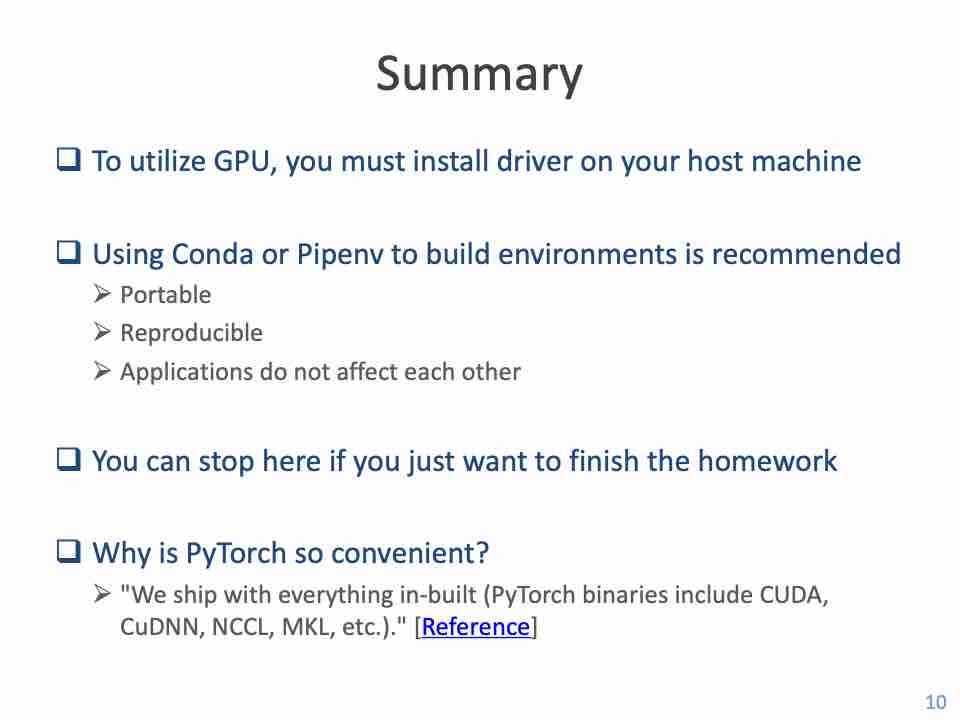 Summary
To utilize GPU, you must install driver on your host machine
Using Conda or Pipenv to build environments is recommended
Portable
Reproducible
Applications do not affect each other
You can stop here if you just want to finish the homework
Why is PyTorch so convenient?
"We ship with everything in-built (PyTorch binaries include CUDA,
CuDNN, NCCL, MKL, etc.)." [Reference]
10